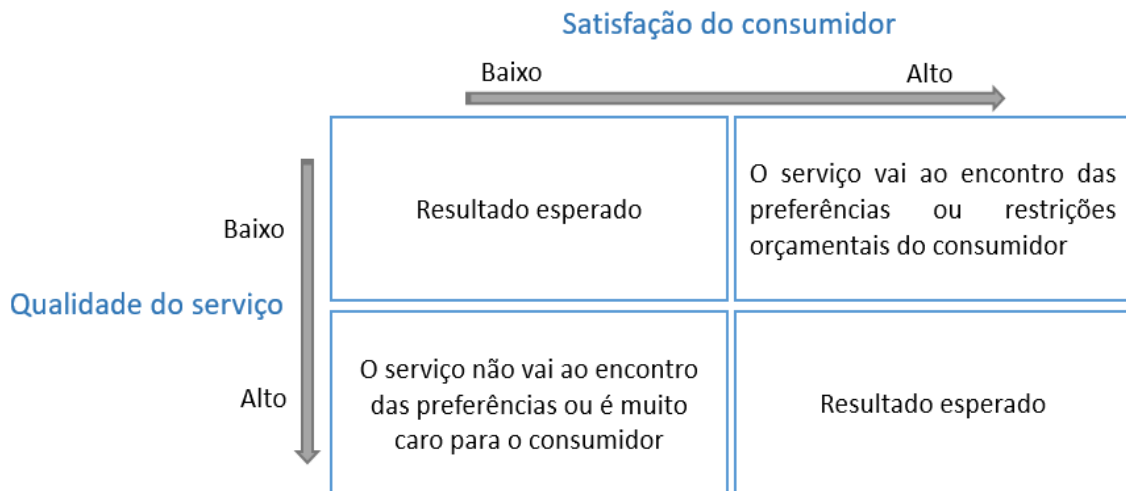 Satisfação do consumidor
Baixo
Alto
Resultado esperado
O serviço vai ao encontro das
preferências ou restrições
orçamentais do consumidor
Baixo
Qualidade do serviço
Alto
O serviço não vai ao encontro
das preferências ou é muito
caro para o consumidor
Resultado esperado